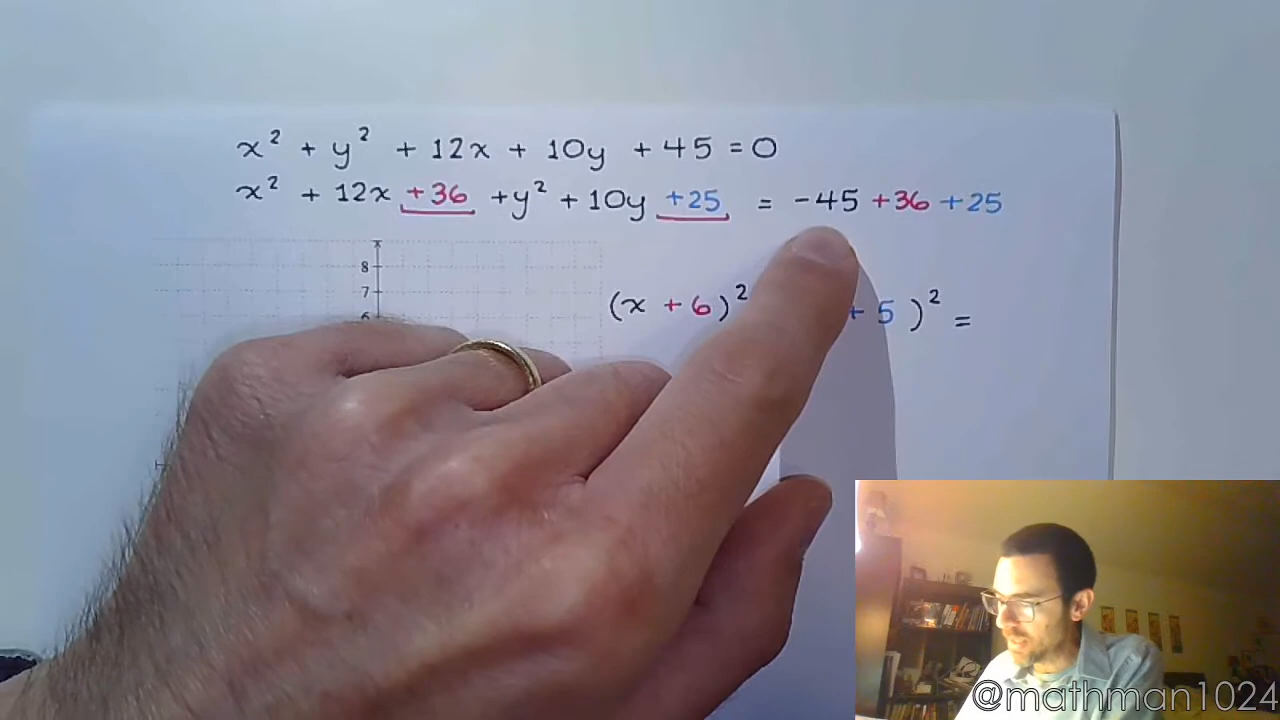 x² + y² + 12x + 10y + 45 = 0
x² + 12x +36 + y² + 10y +25 = -45 +36 +25
8
7
6
(x +6)² + 5 )² =
@mathman1024